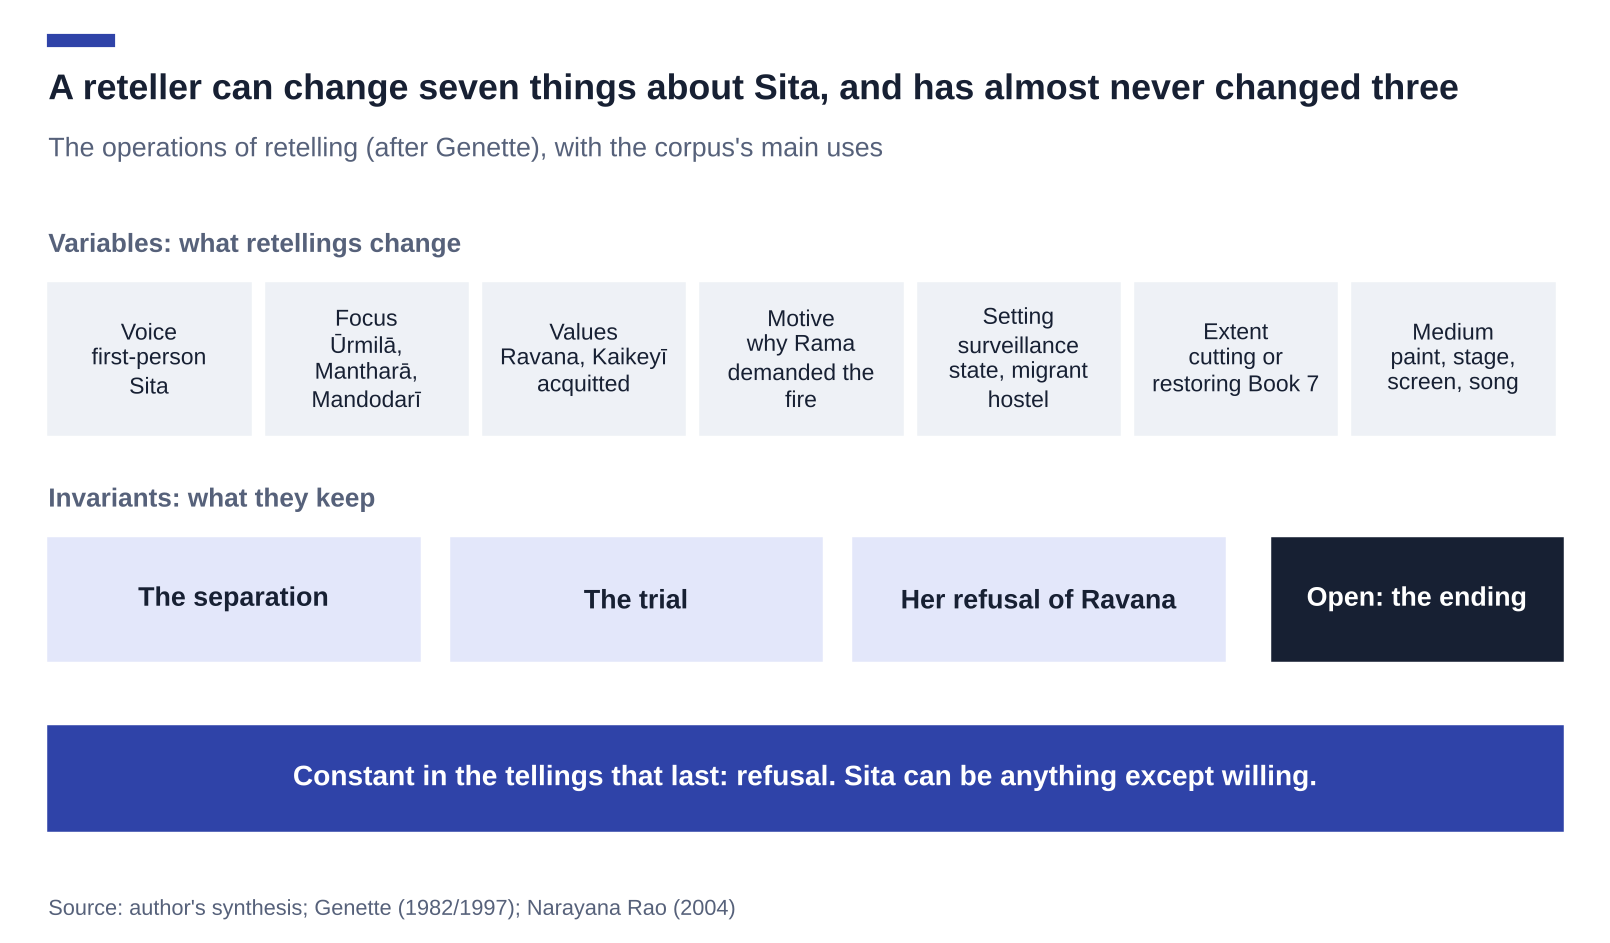 A reteller can change seven things about Sita, and has almost never changed three
The operations of retelling (after Genette), with the corpus's main uses
Variables: what retellings change
Voice
first-person
Sita
Focus
Ūrmilā,
Mantharā,
Mandodarī
Values
Ravana, Kaikeyī
acquitted
Motive
why Rama
demanded the
fire
Setting
surveillance
state, migrant
hostel
Extent
cutting or
restoring Book 7
Medium
paint, stage,
screen, song
Invariants: what they keep
The separation
The trial
Her refusal of Ravana
Open: the ending
Constant in the tellings that last: refusal. Sita can be anything except willing.
Source: author's synthesis; Genette (1982/1997); Narayana Rao (2004)